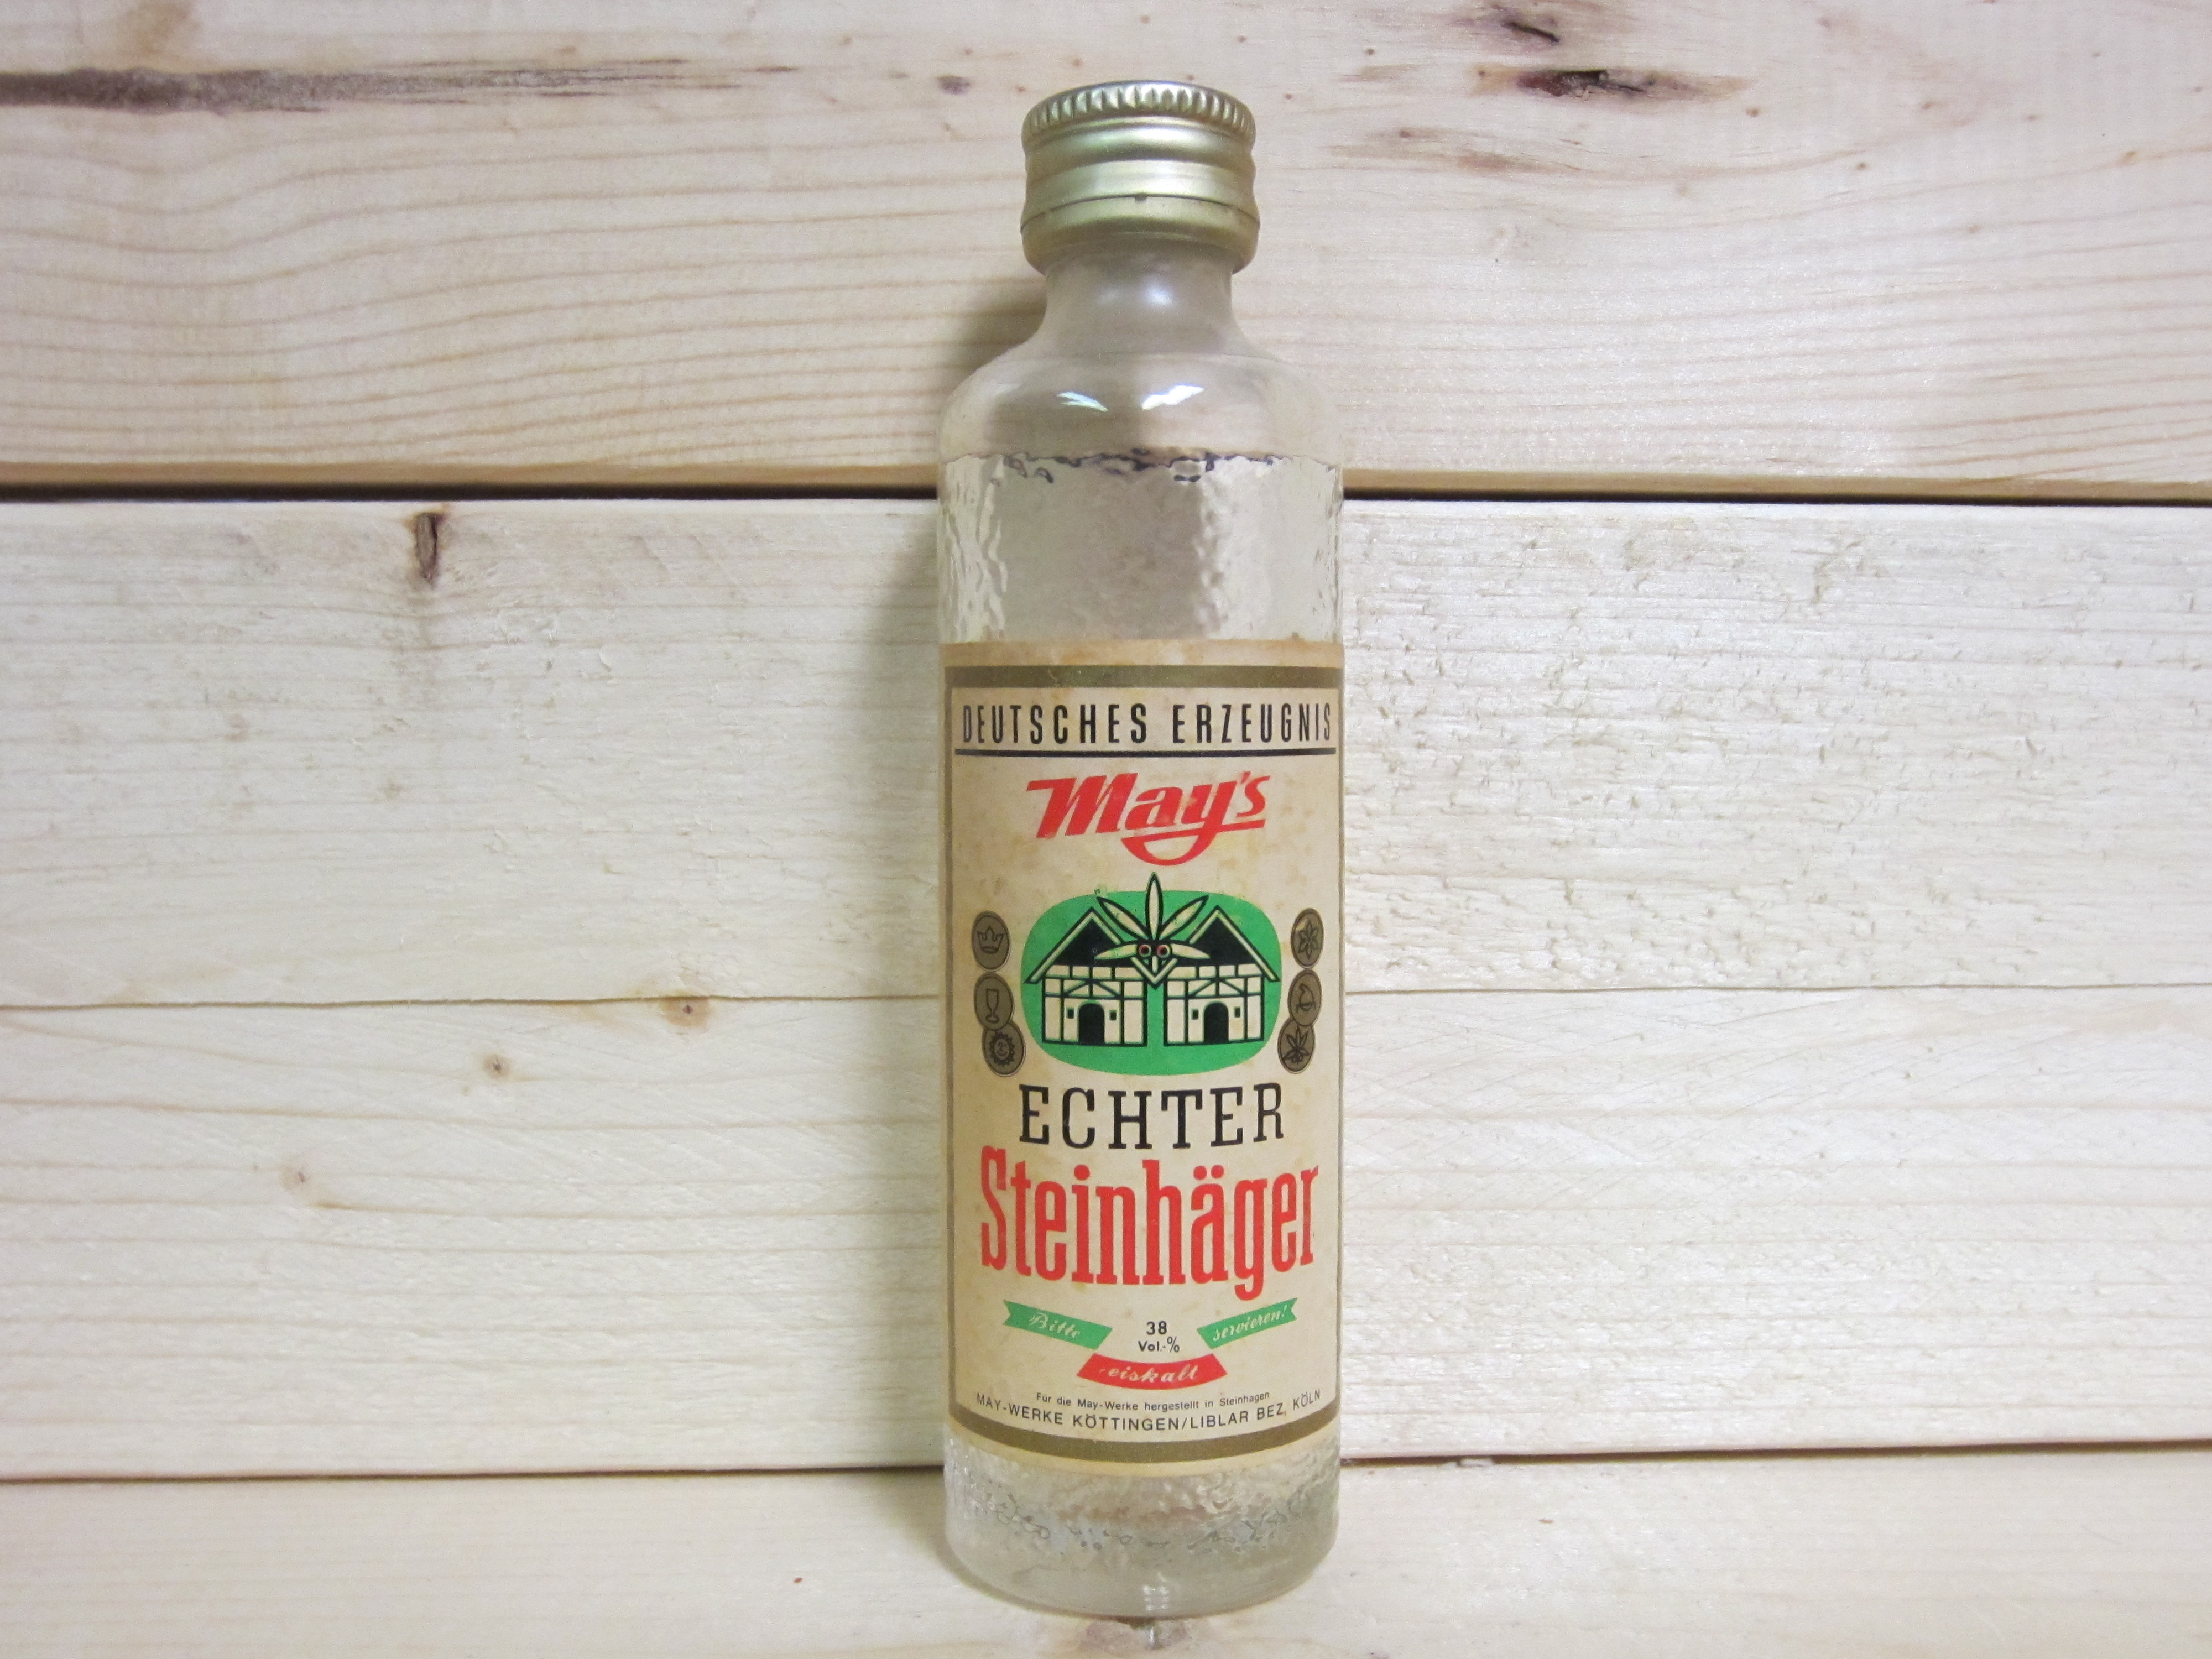 DEUTSCHES ERZEUGNIS
May's
ECHTER
Steinhäger
Bitte
eiskalt
servieren!
38
Vol.-%
Für die May-Werke hergestellt in Steinhagen
MAY-WERKE KÖTTINGEN/LIBLAR BEZ. KÖLN